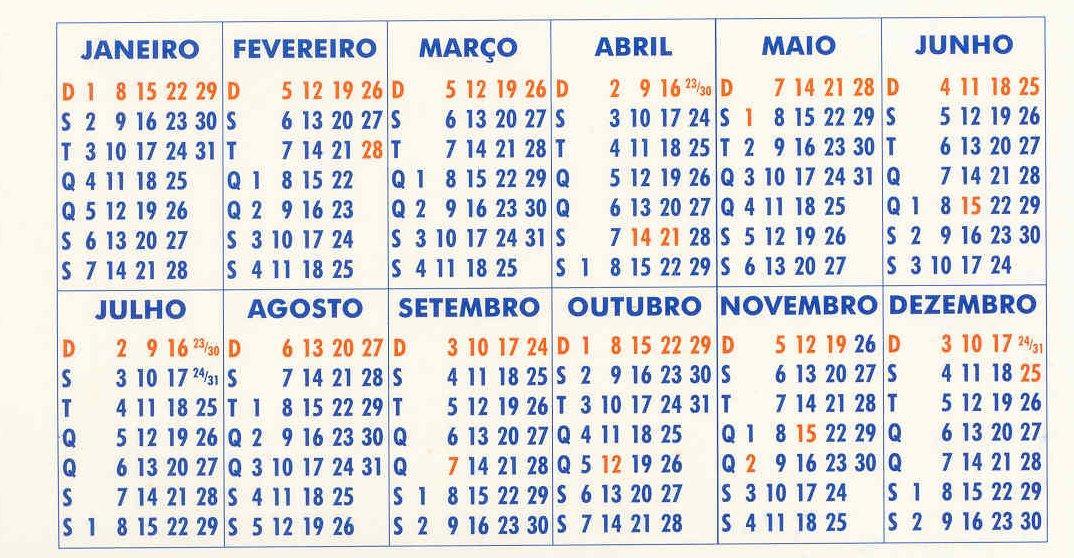 JANEIRO
D 1 8 15 22 29
S 2 9 16 23 30
T 3 10 17 24 31
Q 4 11 18 25
Q 5 12 19 26
S 6 13 20 27
S 7 14 21 28
FEVEREIRO
D 5 12 19 26
S 6 13 20 27
T 7 14 21 28
Q 1 8 15 22
Q 2 9 16 23
S 3 10 17 24
S 4 11 18 25
MARÇO
D 5 12 19 26
S 6 13 20 27
T 7 14 21 28
Q 1 8 15 22 29
Q 2 9 16 23 30
S 3 10 17 24 31
S 4 11 18 25
ABRIL
D 2 9 16 23/30
S 3 10 17 24
T 4 11 18 25
Q 5 12 19 26
Q 6 13 20 27
S 7 14 21 28
S 1 8 15 22 29
MAIO
D 7 14 21 28
S 1 8 15 22 29
T 2 9 16 23 30
Q 3 10 17 24 31
Q 4 11 18 25
S 5 12 19 26
S 6 13 20 27
JUNHO
D 4 11 18 25
S 5 12 19 26
T 6 13 20 27
Q 7 14 21 28
Q 1 8 15 22 29
S 2 9 16 23 30
S 3 10 17 24
JULHO
D 2 9 16 23/30
S 3 10 17 24/31
T 4 11 18 25
Q 5 12 19 26
Q 6 13 20 27
S 7 14 21 28
S 1 8 15 22 29
AGOSTO
D 6 13 20 27
S 7 14 21 28
T 1 8 15 22 29
Q 2 9 16 23 30
Q 3 10 17 24 31
S 4 11 18 25
S 5 12 19 26
SETEMBRO
D 3 10 17 24
S 4 11 18 25
T 5 12 19 26
Q 6 13 20 27
Q 7 14 21 28
S 1 8 15 22 29
S 2 9 16 23 30
OUTUBRO
D 1 8 15 22 29
S 2 9 16 23 30
T 3 10 17 24 31
Q 4 11 18 25
Q 5 12 19 26
S 6 13 20 27
S 7 14 21 28
NOVEMBRO
D 5 12 19 26
S 6 13 20 27
T 7 14 21 28
Q 1 8 15 22 29
Q 2 9 16 23 30
S 3 10 17 24
S 4 11 18 25
DEZEMBRO
D 3 10 17 24/31
S 4 11 18 25
T 5 12 19 26
Q 6 13 20 27
Q 7 14 21 28
S 1 8 15 22 29
S 2 9 16 23 30